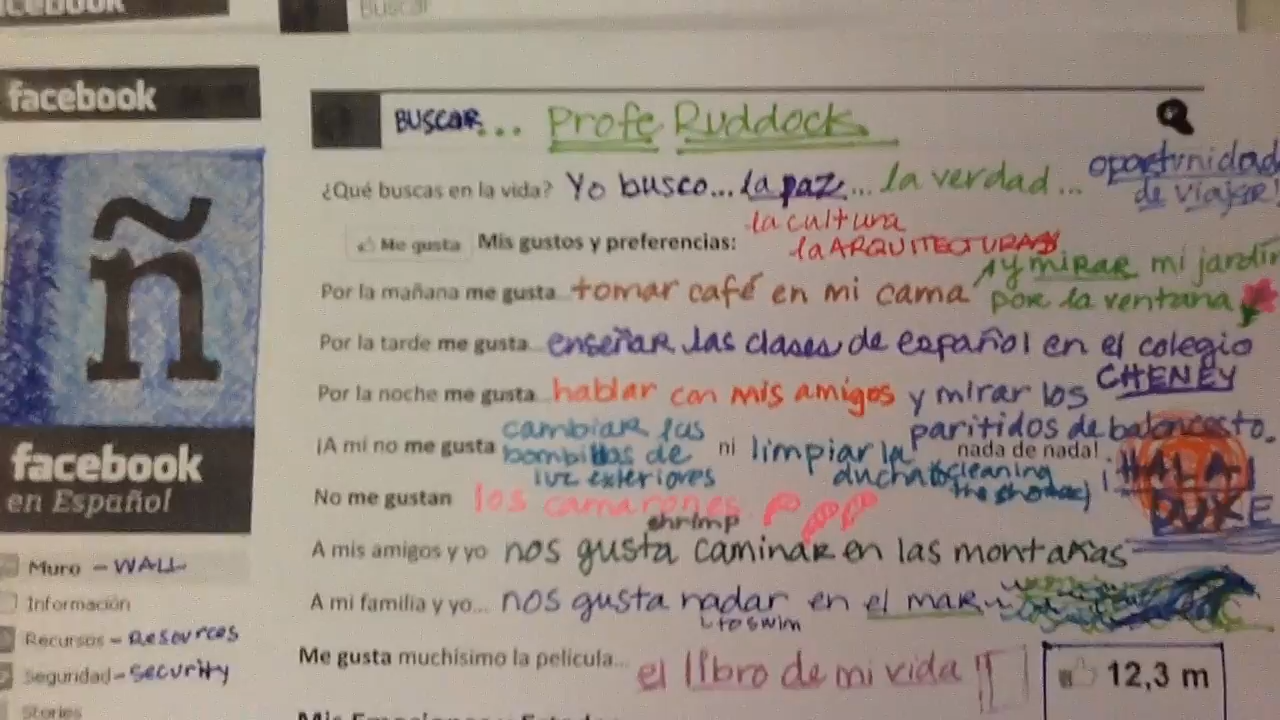 facebook
Buscar
facebook
BUSCAR... Profe Ruddock
¿Qué buscas en la vida? Yo busco... la paz... la verdad... oportunidad de viajar!
la cultura
la ARQUITECTURA
Me gusta Mis gustos y preferencias:
Por la mañana me gusta tomar café en mi cama y mirar mi jardín por la ventana
Por la tarde me gusta enseñar las clases de español en el colegio CHENEY
Por la noche me gusta hablar con mis amigos y mirar los paritidos de baloncesto.
¡A mí no me gusta cambiar las bombillas de luz exteriores ni limpiar la ducha (cleaning the shower) nada de nada!
¡HALA DUKE
No me gustan los camarones
shrimp
A mis amigos y yo nos gusta caminar en las montañas
A mi familia y yo... nos gusta nadar en el mar
to swim
Me gusta muchísimo la película... el libro de mi vida
12,3 m
ñ
facebook
en Español
Muro - WALL
Información
Recursos - Resources
Seguridad - security
Stories